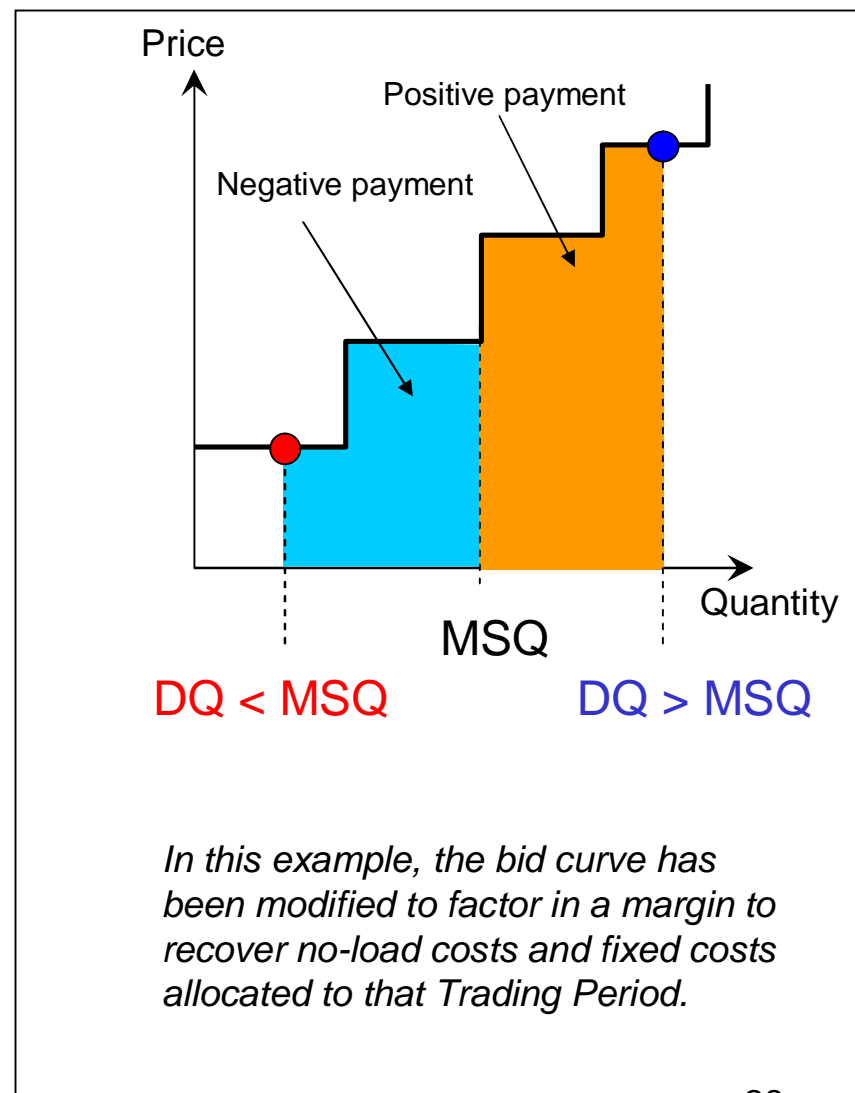 Price
Positive payment
Negative payment
Quantity
MSQ
DQ < MSQ
DQ > MSQ
In this example, the bid curve has
been modified to factor in a margin to
recover no-load costs and fixed costs
allocated to that Trading Period.